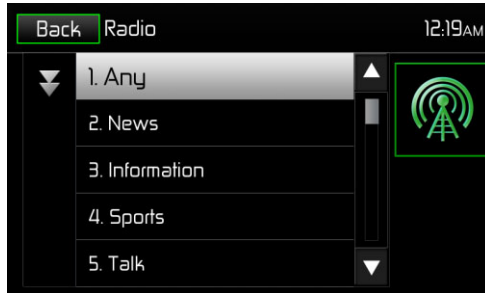 Back Radio 12:19AM
1. Any
2. News
3. Information
4. Sports
5. Talk